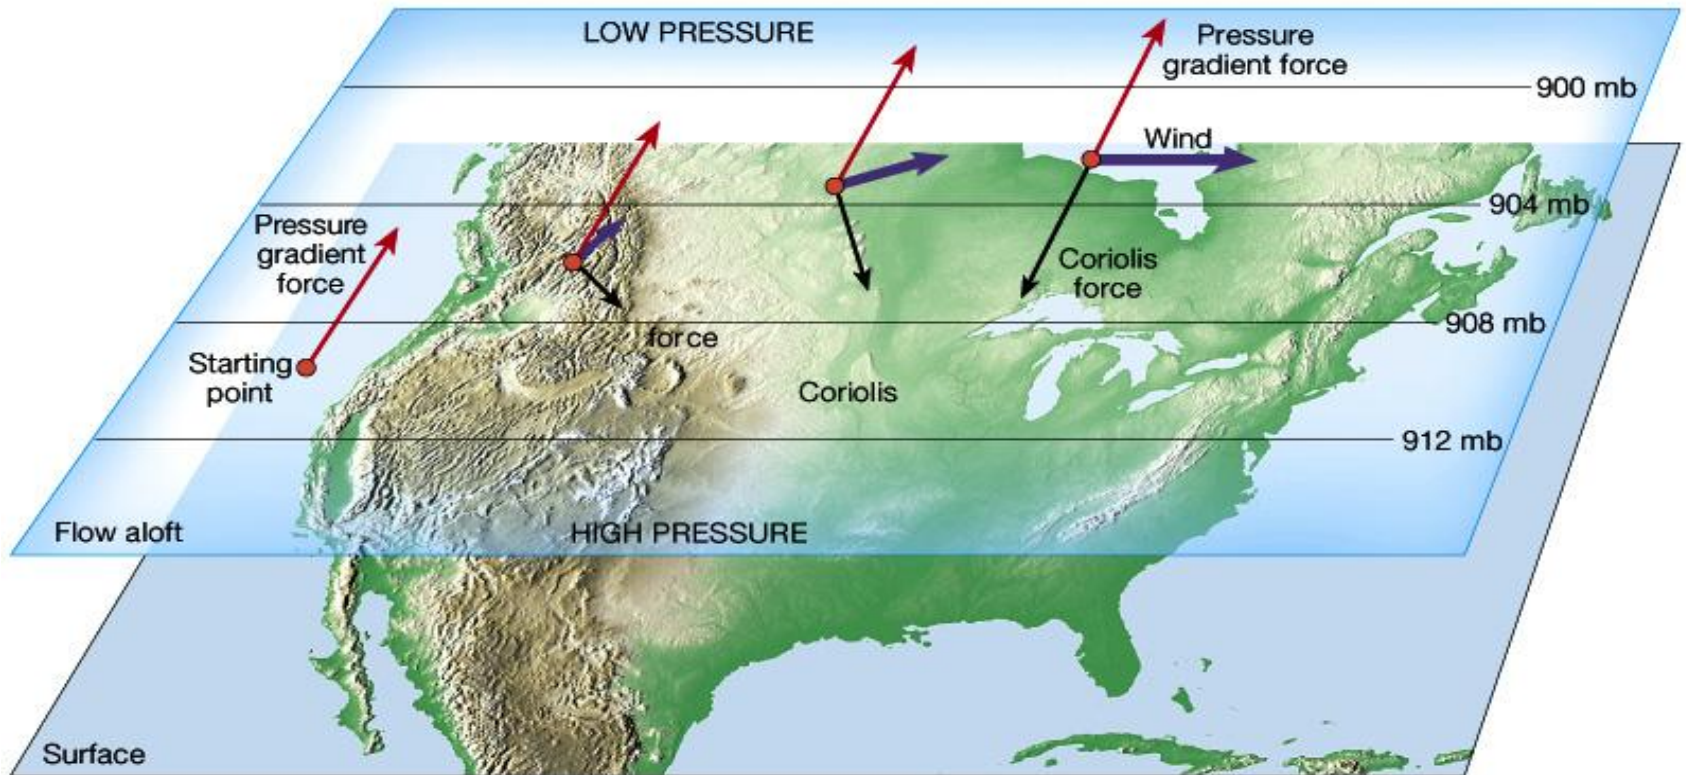 LOW PRESSURE
Pressure
gradient force
900 mb
Wind
904 mb
Pressure
gradient
force
Coriolis
force
908 mb
force
Starting
point
Coriolis
912 mb
Flow aloft
HIGH PRESSURE
Surface